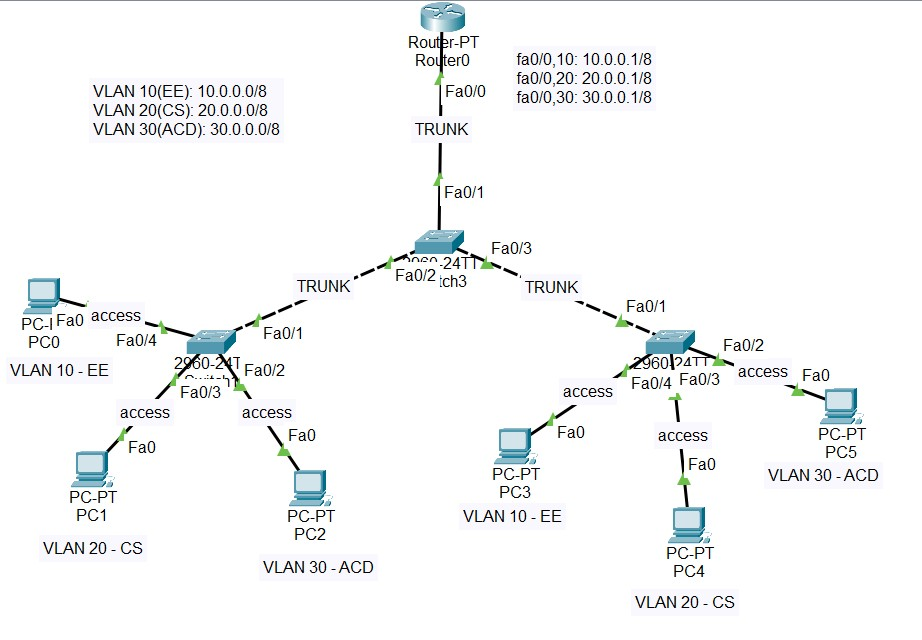 Router-PT
Router0
fa0/0,10: 10.0.0.1/8
fa0/0,20: 20.0.0.1/8
fa0/0,30: 30.0.0.1/8
VLAN 10(EE): 10.0.0.0/8
VLAN 20(CS): 20.0.0.0/8
VLAN 30(ACD): 30.0.0.0/8
Fa0/0
TRUNK
Fa0/1
Fa0/3
2960-24TT
Fa0/2
tch3
TRUNK
TRUNK
Fa0/1
Fa0/1
PC0
Fa0
access
Fa0/4
VLAN 10 - EE
Fa0/2
Fa0/3
access
access
Fa0
Fa0
PC-PT
PC1
PC-PT
PC2
VLAN 20 - CS
VLAN 30 - ACD
Fa0/2
2960-24TT
Fa0/4
Fa0/3
access
access
access
Fa0
Fa0
Fa0
PC-PT
PC3
VLAN 10 - EE
PC-PT
PC5
VLAN 30 - ACD
PC-PT
PC4
VLAN 20 - CS